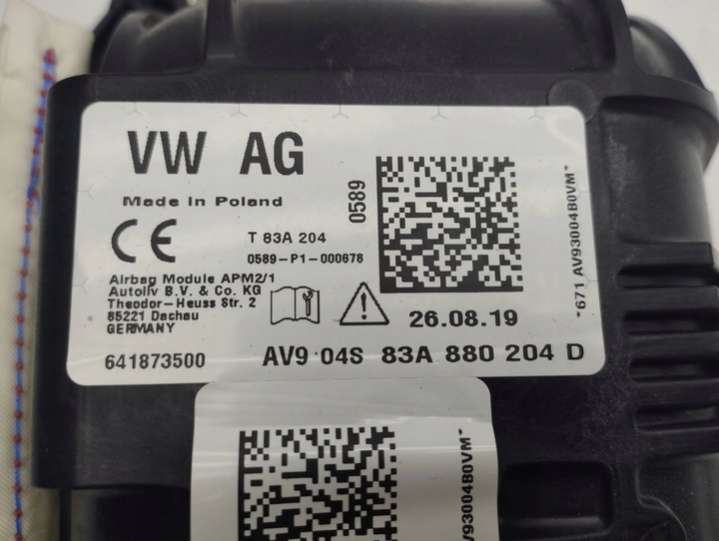 VW AG
Made in Poland
CE
T 83A 204
0589-P1-000678
0589
*671 AV93004B0VM*
Airbag Module APM2/1
Autoliv B.V. & Co. KG
Theodor-Heuss Str. 2
85221 Dachau
GERMANY
26.08.19
641873500
AV9 04S 83A 880 204 D
V93004B0VM*